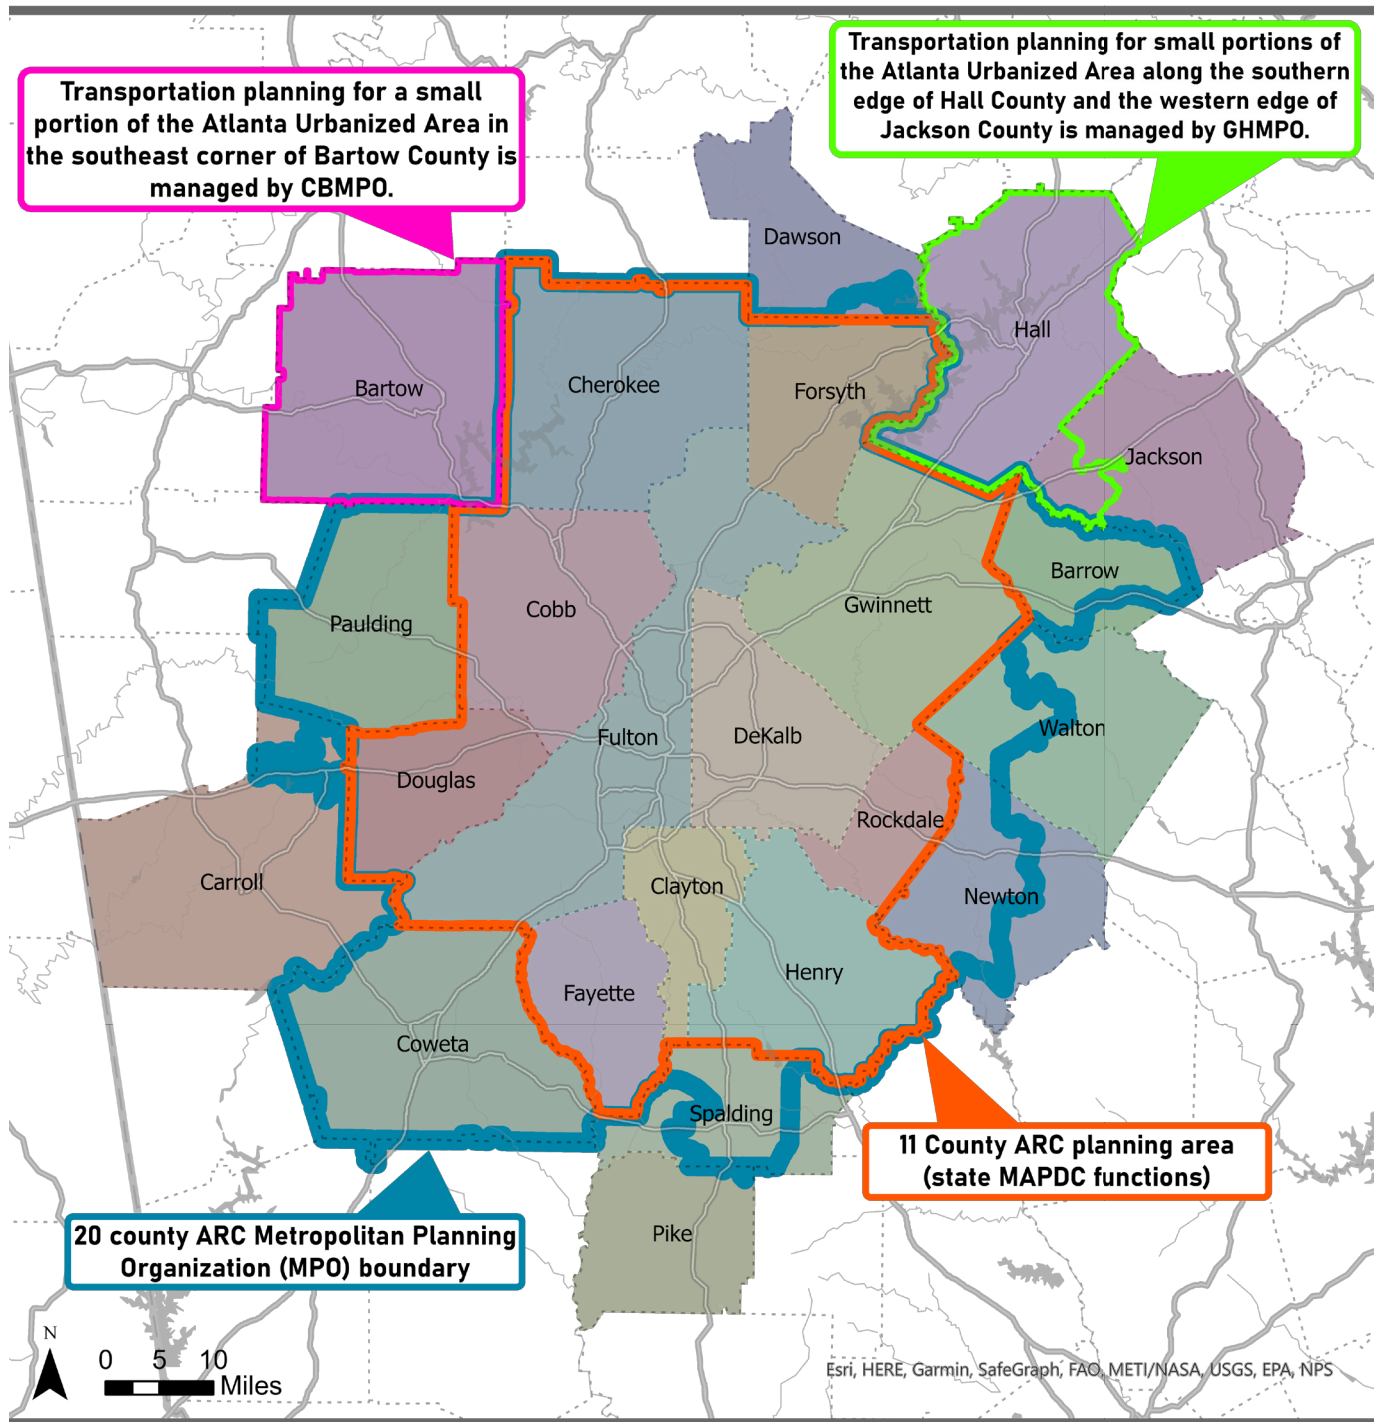 Transportation planning for small portions of
the Atlanta Urbanized Area along the southern
edge of Hall County and the western edge of
Jackson County is managed by GHMPO.
Transportation planning for a small
portion of the Atlanta Urbanized Area in
the southeast corner of Bartow County is
managed by CBMPO.
Dawson
Hall
Bartow
Cherokee
Forsyth
Jackson
Barrow
Gwinnett
Cobb
Paulding
Walton
Fulton
DeKalb
Douglas
Rockdale
Carroll
Clayton
Newton
Henry
Fayette
Coweta
Spalding
11 County ARC planning area
(state MAPDC functions)
Pike
20 county ARC Metropolitan Planning
Organization (MPO) boundary
N
0 5 10
Miles
Esri, HERE, Garmin, SafeGraph, FAO, METI/NASA, USGS, EPA, NPS